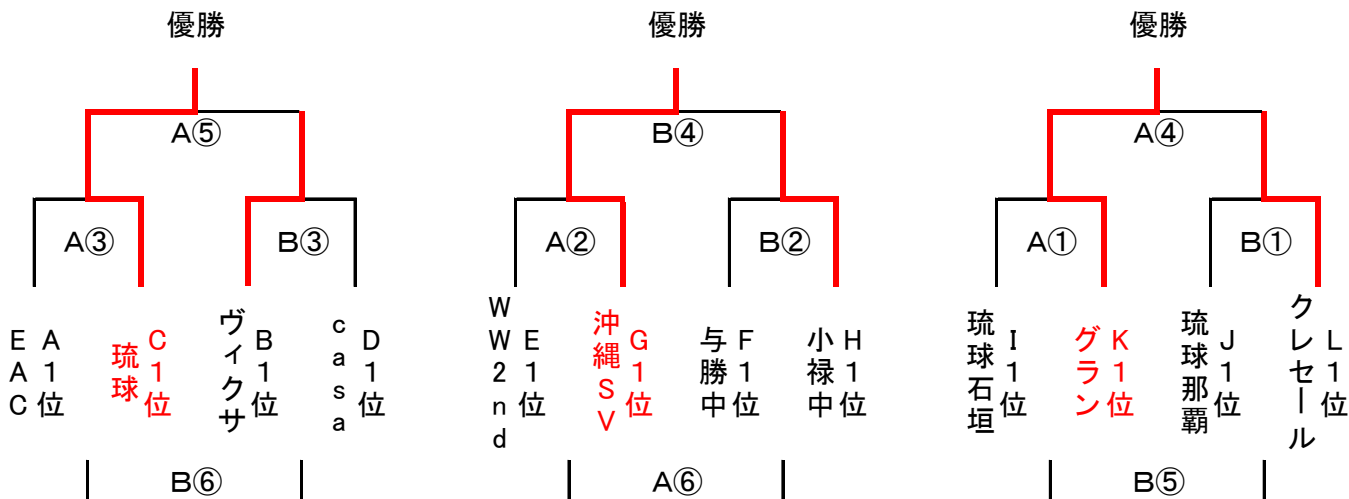 優勝 優勝 優勝
A⑤ B④ A④
A③ B③ A② B② A① B①
A1位 EAC
C1位 琉球
B1位 ヴィクサ
D1位 casa
E1位 WW2nd
G1位 沖縄SV
F1位 与勝中
H1位 小禄中
I1位 琉球石垣
K1位 グラン
J1位 琉球那覇
L1位 クレセール
B⑥ A⑥ B⑤